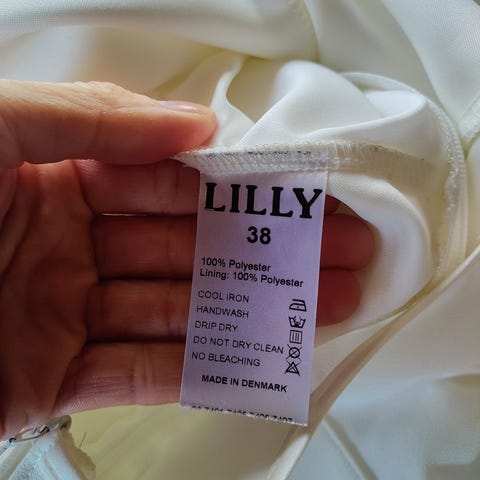 LILLY
38
100% Polyester
Lining: 100% Polyester
COOL IRON
HANDWASH
DRIP DRY
DO NOT DRY CLEAN
NO BLEACHING
MADE IN DENMARK